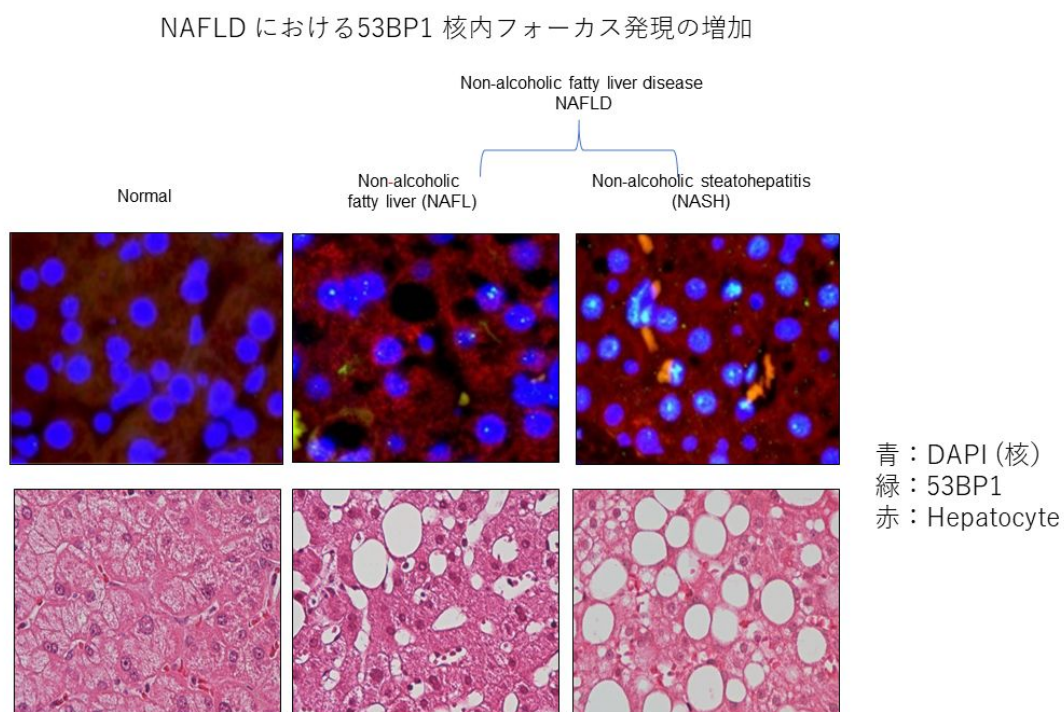 NAFLD における53BP1 核内フォーカス発現の増加
Non-alcoholic fatty liver disease
NAFLD
Normal
Non-alcoholic
fatty liver (NAFL)
Non-alcoholic steatohepatitis
(NASH)
青：DAPI (核）
緑：53BP1
赤：Hepatocyte